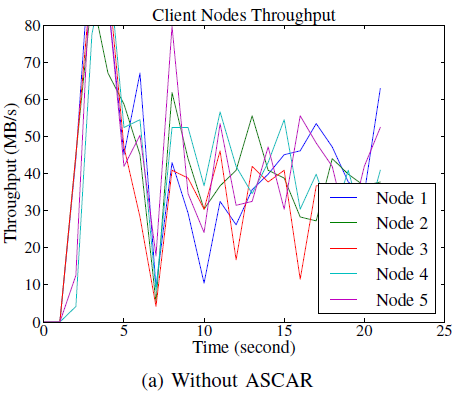 Client Nodes Throughput
80
70
60
50
40
30
20
10
0
Throughput (MB/s)
Node 1
Node 2
Node 3
Node 4
Node 5
0 5 10 15 20 25
Time (second)
(a) Without ASCAR